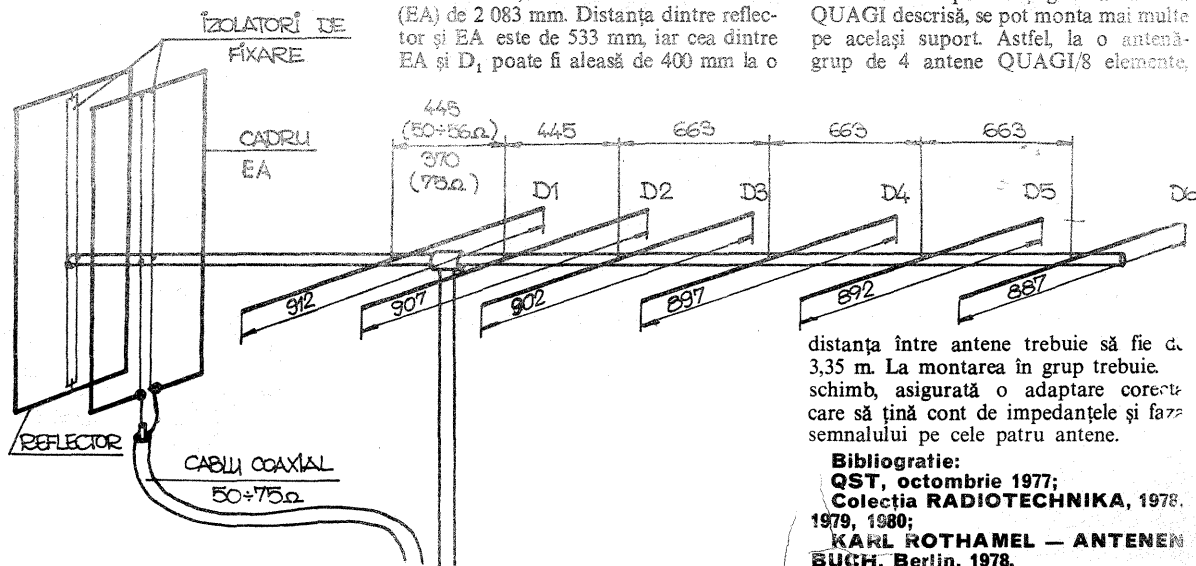 (EA) de 2 083 mm. Distanța dintre reflec-
tor și EA este de 533 mm, iar cea dintre
EA și D₁ poate fi aleasă de 400 mm la o
QUAGI descrisă, se pot monta mai multe
pe același suport. Astfel, la o antenă-
grup de 4 antene QUAGI/8 elemente,
IZOLATORI DE
FIXARE
CADRU
EA
445
(50÷56Ω)
370
(75Ω)
445
663
663
663
D1
D2
D3
D4
D5
D6
912
907
902
897
892
887
REFLECTOR
CABLU COAXIAL
50÷75Ω
distanța între antene trebuie să fie
3,35 m. La montarea în grup trebuie
schimb, asigurată o adaptare corectă
care să țină cont de impedanțele și faza
semnalului pe cele patru antene.
Bibliografie:
QST, octombrie 1977;
Colecția RADIOTECHNIKA, 1978,
1979, 1980;
KARL ROTHAMEL — ANTENEN
BUCH, Berlin, 1978.